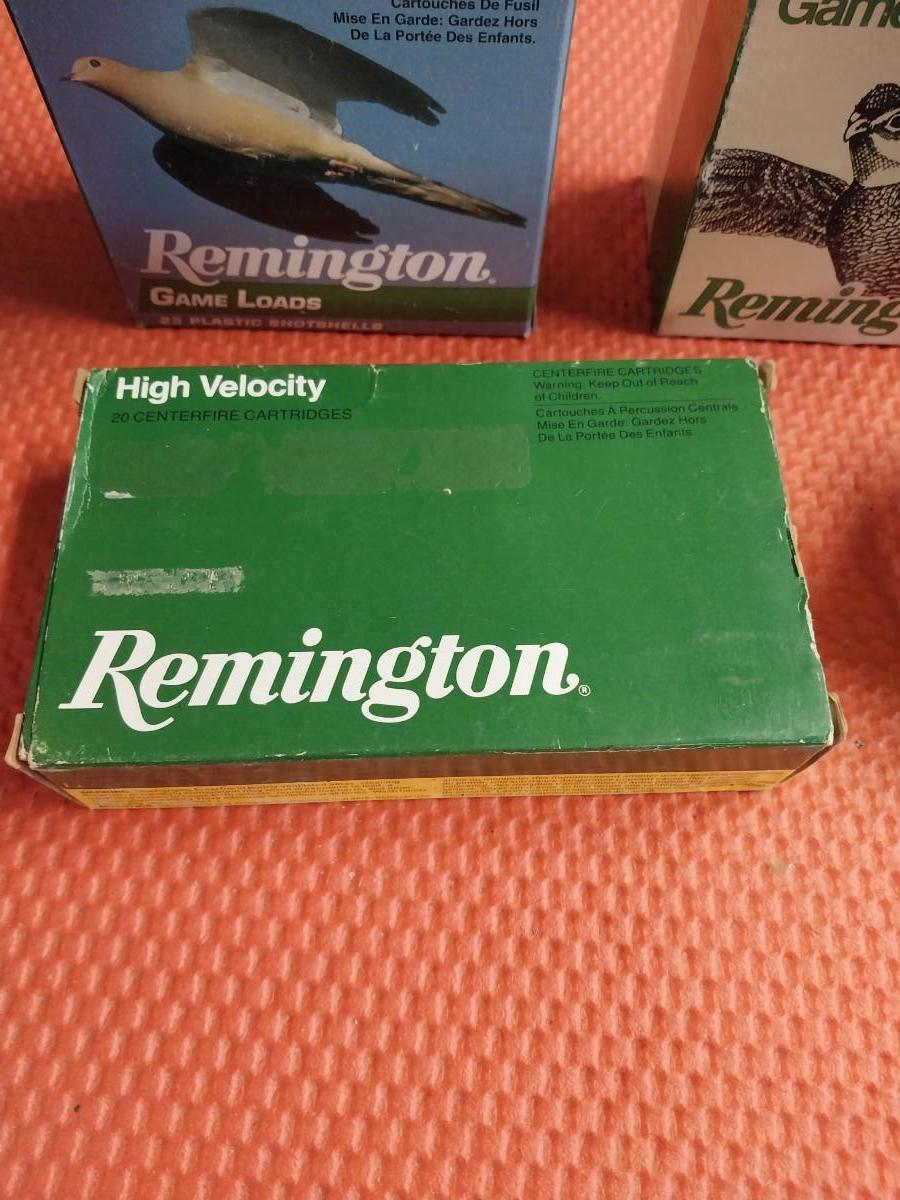 Cartouches De Fusil
Mise En Garde: Gardez Hors
De La Portée Des Enfants.
Remington®
GAME LOADS
25 PLASTIC SHOTSHELLS
Game
Reming
High Velocity
20 CENTERFIRE CARTRIDGES
CENTERFIRE CARTRIDGES
Warning: Keep Out of Reach
of Children.
Cartouches À Percussion Centrale
Mise En Garde: Gardez Hors
De La Portée Des Enfants.
Remington®